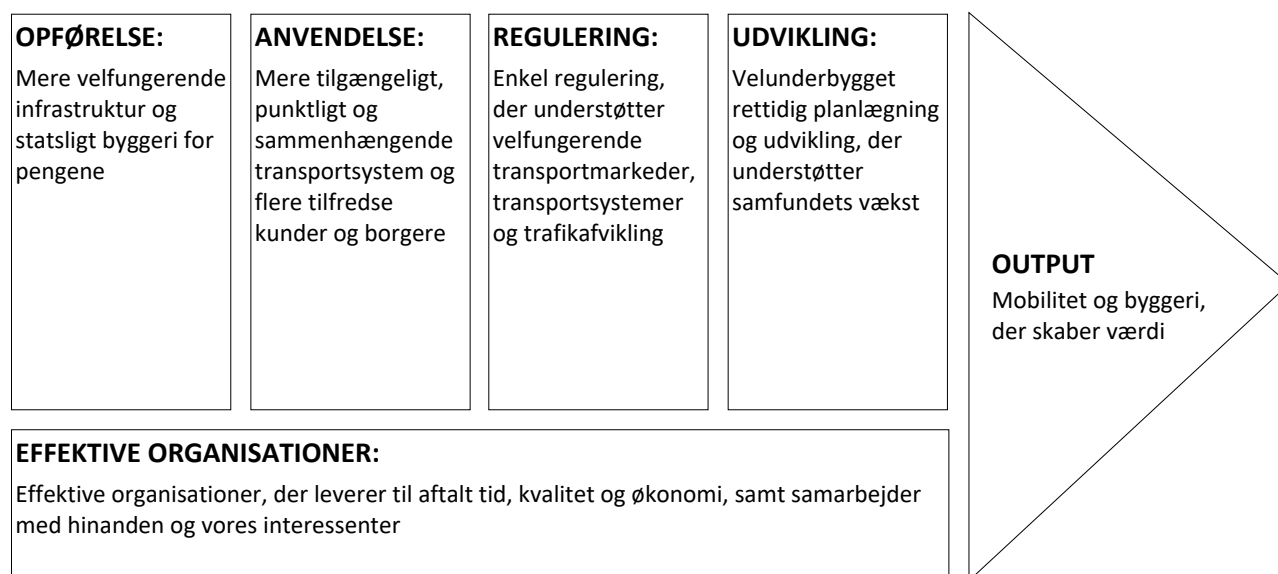 OPFØRELSE:
Mere velfungerende
infrastruktur og
statsligt byggeri for
pengene
ANVENDELSE:
Mere tilgængeligt,
punktligt og
sammenhængende
transportsystem og
flere tilfredse
kunder og borgere
REGULERING:
Enkel regulering,
der understøtter
velfungerende
transportmarkeder,
transportsystemer
og trafikafvikling
UDVIKLING:
Velunderbygget
rettidig planlægning
og udvikling, der
understøtter
samfundets vækst
OUTPUT
Mobilitet og byggeri,
der skaber værdi
EFFEKTIVE ORGANISATIONER:
Effektive organisationer, der leverer til aftalt tid, kvalitet og økonomi, samt samarbejder
med hinanden og vores interessenter